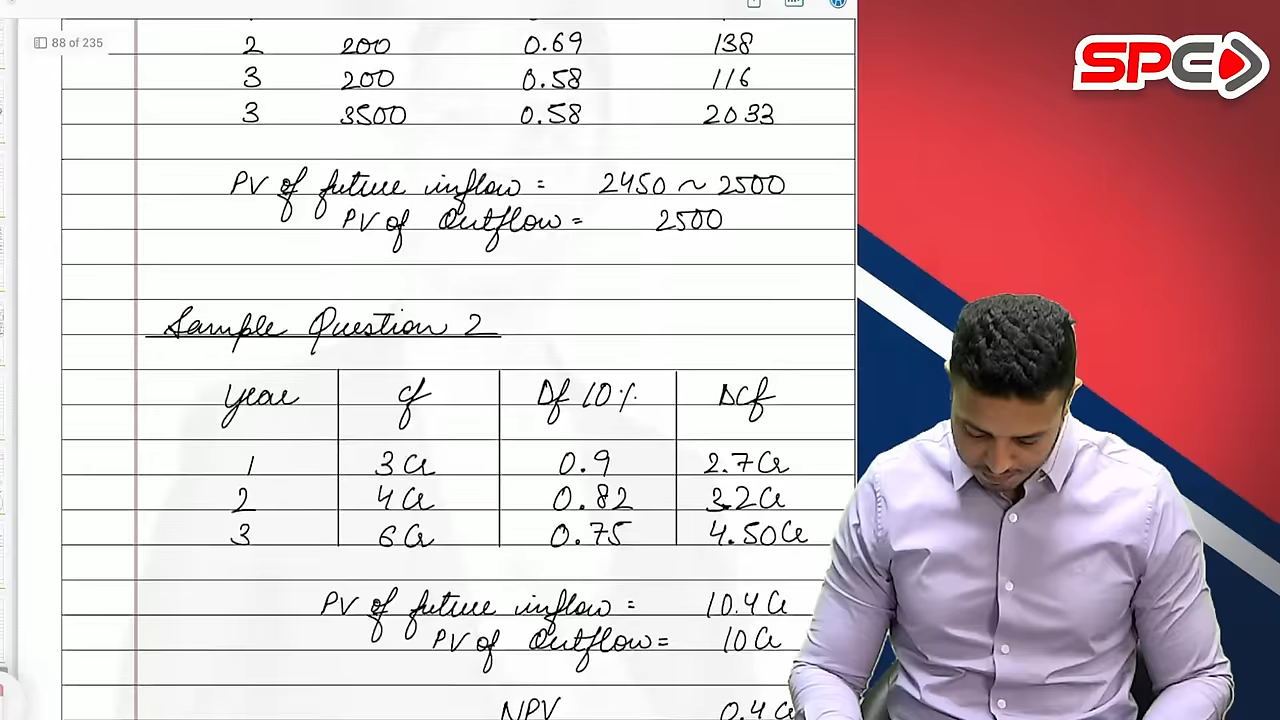 88 of 235
SPC
2 200 0.69 138
3 200 0.58 116
3 3500 0.58 2033
PV of future inflow = 2450 ~ 2500
PV of Outflow = 2500
Sample Question 2
Year Cf Df 10% DCf
1 3Cr 0.9 2.7Cr
2 4Cr 0.82 3.2Cr
3 6Cr 0.75 4.50Cr
PV of future inflow = 10.4Cr
PV of Outflow = 10Cr
NPV 0.4Cr